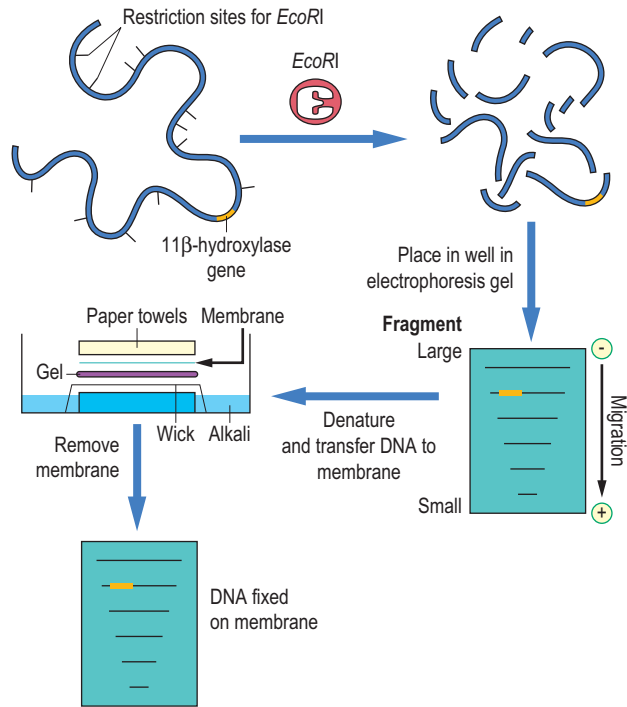 Restriction sites for EcoRI
EcoRI
11β-hydroxylase
gene
Place in well in
electrophoresis gel
Fragment
Large
-
Migration
+
Small
Denature
and transfer DNA to
membrane
Paper towels
Membrane
Gel
Wick
Alkali
Remove
membrane
DNA fixed
on membrane